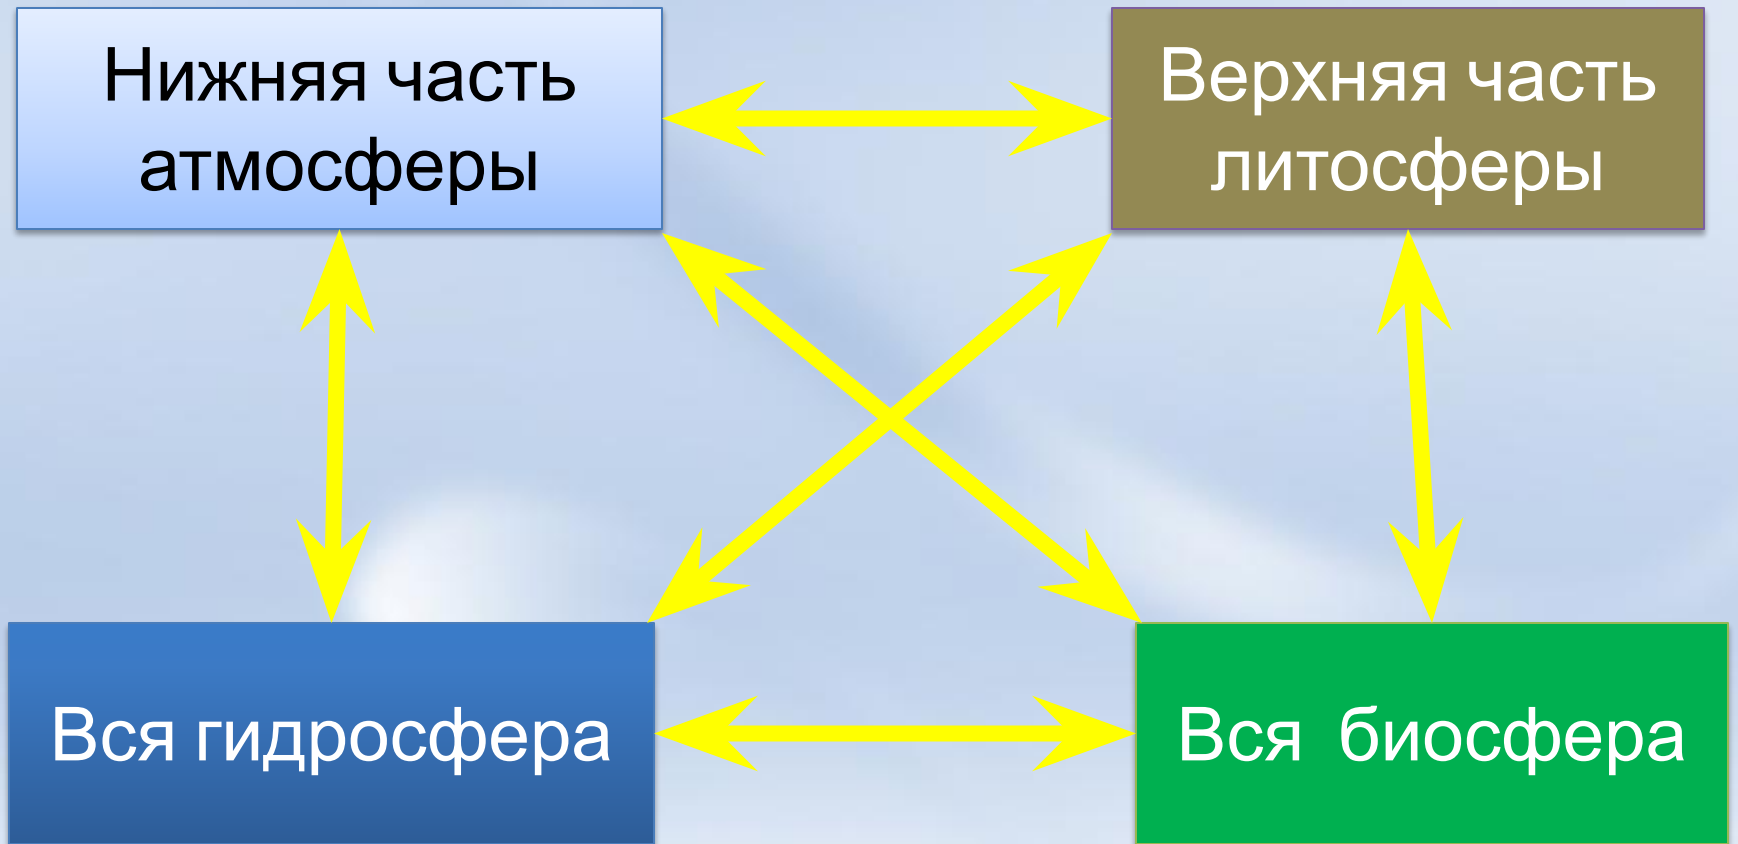 Нижняя часть
атмосферы
Верхняя часть
литосферы
Вся гидросфера
Вся  биосфера